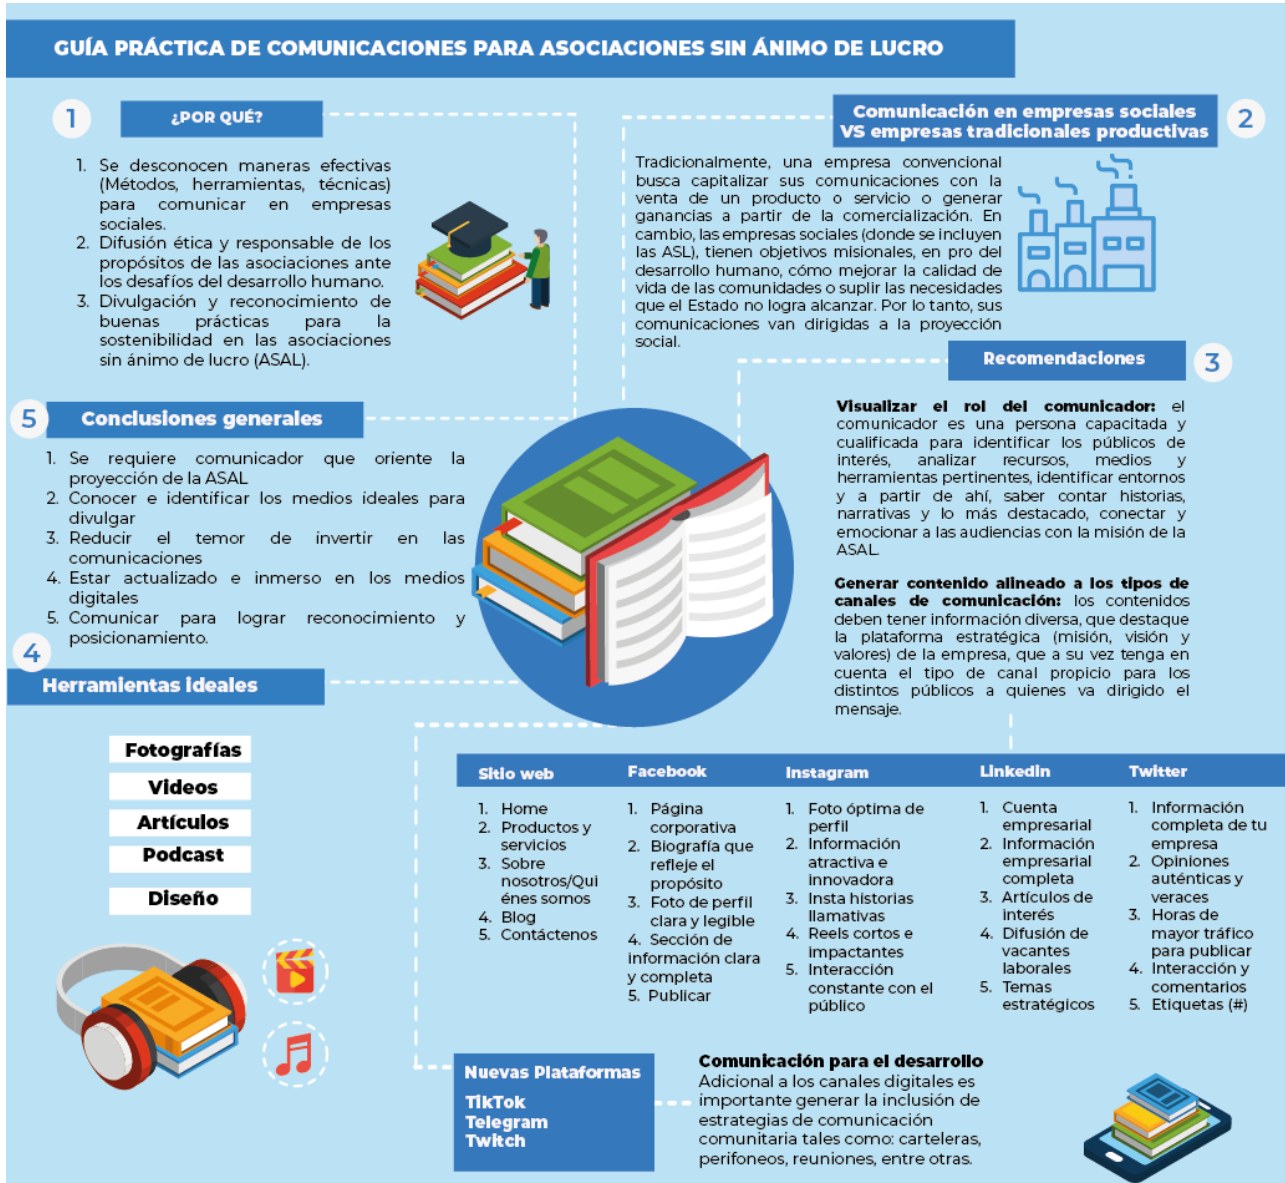 GUÍA PRÁCTICA DE COMUNICACIONES PARA ASOCIACIONES SIN ÁNIMO DE LUCRO
1
¿POR QUÉ?
1. Se desconocen maneras efectivas
(Métodos, herramientas, técnicas)
para comunicar en empresas
sociales.
2. Difusión ética y responsable de los
propósitos de las asociaciones ante
los desafíos del desarrollo humano.
3. Divulgación y reconocimiento de
buenas prácticas para la
sostenibilidad en las asociaciones
sin ánimo de lucro (ASAL).
Comunicación en empresas sociales
VS empresas tradicionales productivas
2
Tradicionalmente, una empresa convencional
busca capitalizar sus comunicaciones con la
venta de un producto o servicio o generar
ganancias a partir de la comercialización. En
cambio, las empresas sociales (donde se incluyen
las ASL), tienen objetivos misionales, en pro del
desarrollo humano, cómo mejorar la calidad de
vida de las comunidades o suplir las necesidades
que el Estado no logra alcanzar. Por lo tanto, sus
comunicaciones van dirigidas a la proyección
social.
Recomendaciones
3
Visualizar el rol del comunicador: el
comunicador es una persona capacitada y
cualificada para identificar los públicos de
interés, analizar recursos, medios y
herramientas pertinentes, identificar entornos
y a partir de ahí, saber contar historias,
narrativas y lo más destacado, conectar y
emocionar a las audiencias con la misión de la
ASAL.
Generar contenido alineado a los tipos de
canales de comunicación: los contenidos
deben tener información diversa, que destaque
la plataforma estratégica (misión, visión y
valores) de la empresa, que a su vez tenga en
cuenta el tipo de canal propicio para los
distintos públicos a quienes va dirigido el
mensaje.
5
Conclusiones generales
1. Se requiere comunicador que oriente la
proyección de la ASAL
2. Conocer e identificar los medios ideales para
divulgar
3. Reducir el temor de invertir en las
comunicaciones
4. Estar actualizado e inmerso en los medios
digitales
5. Comunicar para lograr reconocimiento y
posicionamiento.
4
Herramientas ideales
Fotografías
Videos
Artículos
Podcast
Diseño
Sitio web
1. Home
2. Productos y
servicios
3. Sobre
nosotros/Qui
énes somos
4. Blog
5. Contáctenos
Facebook
1. Página
corporativa
2. Biografía que
refleje el
propósito
3. Foto de perfil
clara y legible
4. Sección de
información clara
y completa
5. Publicar
Instagram
1. Foto óptima de
perfil
2. Información
atractiva e
innovadora
3. Insta historias
llamativas
4. Reels cortos e
impactantes
5. Interacción
constante con el
público
Linkedin
1. Cuenta
empresarial
2. Información
empresarial
completa
3. Artículos de
interés
4. Difusión de
vacantes
laborales
5. Temas
estratégicos
Twitter
1. Información
completa de tu
empresa
2. Opiniones
auténticas y
veraces
3. Horas de
mayor tráfico
para publicar
4. Interacción y
comentarios
5. Etiquetas (#)
Nuevas Plataformas
TikTok
Telegram
Twitch
Comunicación para el desarrollo
Adicional a los canales digitales es
importante generar la inclusión de
estrategias de comunicación
comunitaria tales como: carteleras,
perifoneos, reuniones, entre otras.